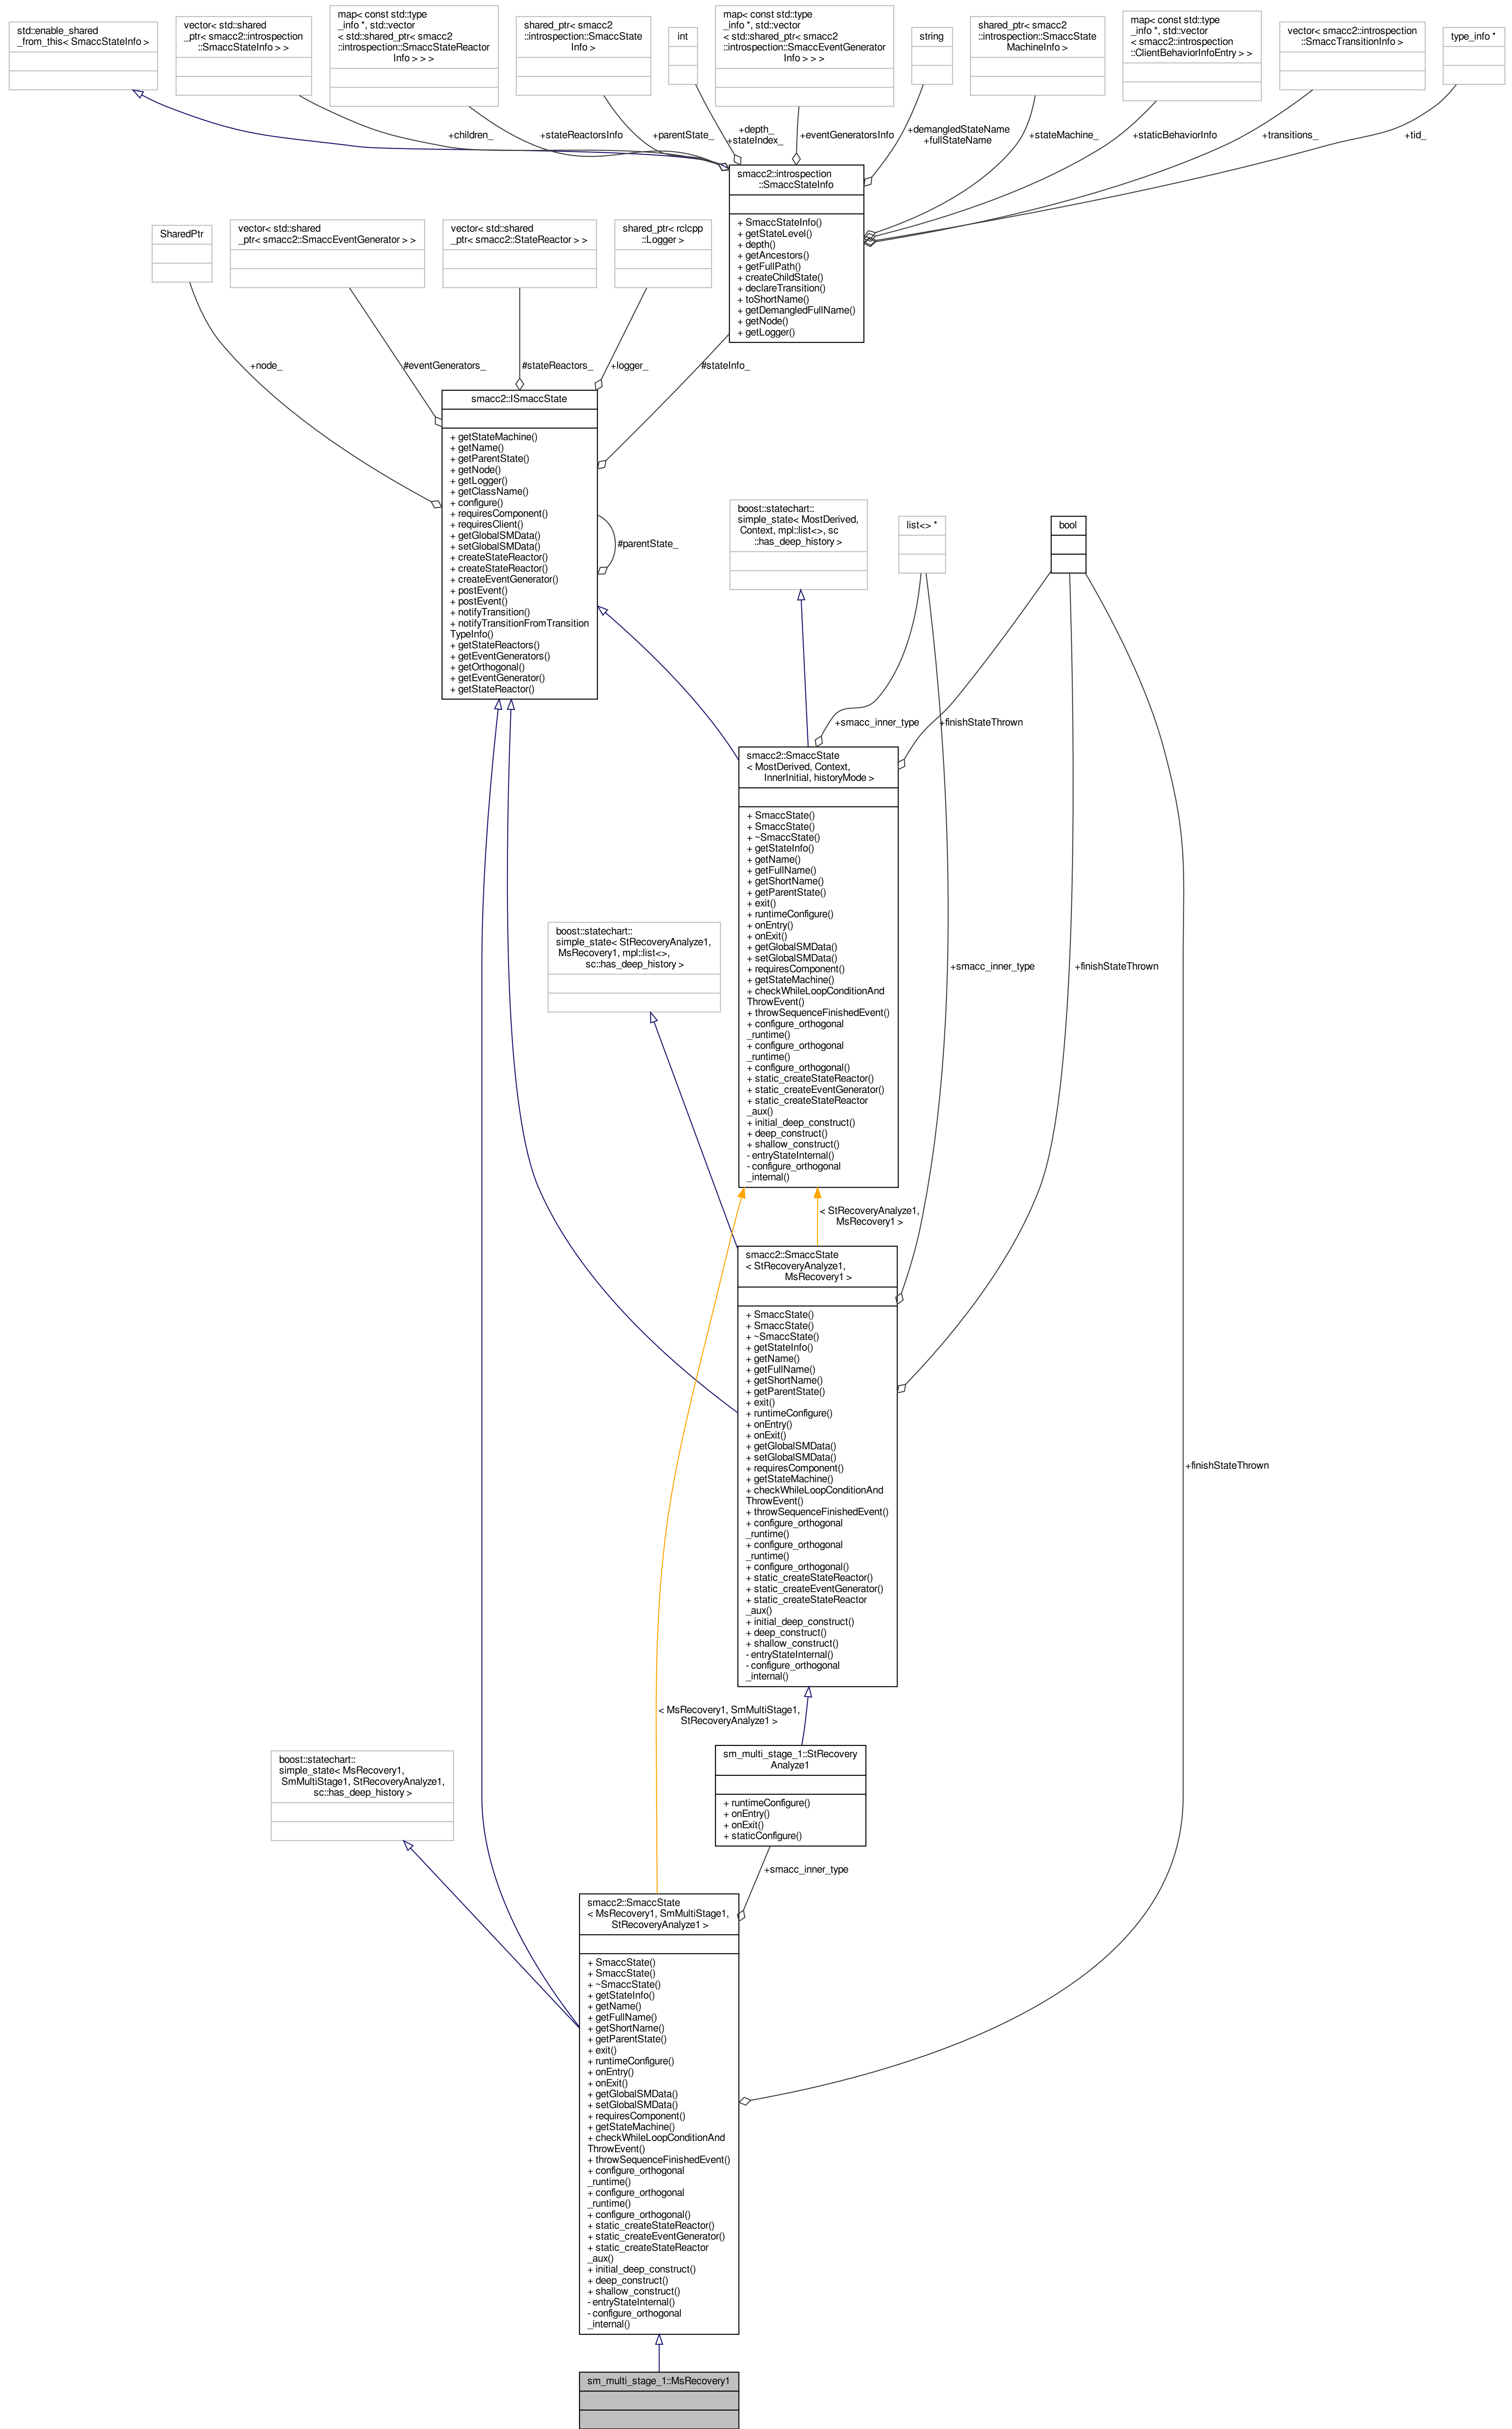 std::enable_shared
_from_this< SmaccStateInfo >
vector< std::shared
_ptr< smacc2::introspection
::SmaccStateInfo > >
map< const std::type
_info *, std::vector
< std::shared_ptr< smacc2
::introspection::SmaccStateReactor
Info > > >
shared_ptr< smacc2
::introspection::SmaccState
Info >
int
map< const std::type
_info *, std::vector
< std::shared_ptr< smacc2
::introspection::SmaccEventGenerator
Info > > >
string
shared_ptr< smacc2
::introspection::SmaccState
MachineInfo >
map< const std::type
_info *, std::vector
< smacc2::introspection
::ClientBehaviorInfoEntry > >
vector< smacc2::introspection
::SmaccTransitionInfo >
type_info *
+children_
+stateReactorsInfo
+parentState_
+depth_
+stateIndex_
+eventGeneratorsInfo
+demangledStateName
+fullStateName
+stateMachine_
+staticBehaviorInfo
+transitions_
+tid_
smacc2::introspection
::SmaccStateInfo
+ SmaccStateInfo()
+ getStateLevel()
+ depth()
+ getAncestors()
+ getFullPath()
+ createChildState()
+ declareTransition()
+ toShortName()
+ getDemangledFullName()
+ getNode()
+ getLogger()
SharedPtr
vector< std::shared
_ptr< smacc2::SmaccEventGenerator > >
vector< std::shared
_ptr< smacc2::StateReactor > >
shared_ptr< rclcpp
::Logger >
+node_
#eventGenerators_
#stateReactors_
+logger_
#stateInfo_
smacc2::ISmaccState
+ getStateMachine()
+ getName()
+ getParentState()
+ getNode()
+ getLogger()
+ getClassName()
+ configure()
+ requiresComponent()
+ requiresClient()
+ getGlobalSMData()
+ setGlobalSMData()
+ createStateReactor()
+ createStateReactor()
+ createEventGenerator()
+ postEvent()
+ postEvent()
+ notifyTransition()
+ notifyTransitionFromTransition
TypeInfo()
+ getStateReactors()
+ getEventGenerators()
+ getOrthogonal()
+ getEventGenerator()
+ getStateReactor()
#parentState_
boost::statechart::
simple_state< MostDerived,
Context, mpl::list<>, sc
::has_deep_history >
list<> *
bool
+smacc_inner_type
+finishStateThrown
smacc2::SmaccState
< MostDerived, Context,
InnerInitial, historyMode >
+ SmaccState()
+ SmaccState()
+ ~SmaccState()
+ getStateInfo()
+ getName()
+ getFullName()
+ getShortName()
+ getParentState()
+ exit()
+ runtimeConfigure()
+ onEntry()
+ onExit()
+ getGlobalSMData()
+ setGlobalSMData()
+ requiresComponent()
+ getStateMachine()
+ checkWhileLoopConditionAnd
ThrowEvent()
+ throwSequenceFinishedEvent()
+ configure_orthogonal
_runtime()
+ configure_orthogonal
_runtime()
+ configure_orthogonal()
+ static_createStateReactor()
+ static_createEventGenerator()
+ static_createStateReactor
_aux()
+ initial_deep_construct()
+ deep_construct()
+ shallow_construct()
- entryStateInternal()
- configure_orthogonal
_internal()
boost::statechart::
simple_state< StRecoveryAnalyze1,
MsRecovery1, mpl::list<>,
sc::has_deep_history >
+smacc_inner_type
+finishStateThrown
< StRecoveryAnalyze1,
MsRecovery1 >
smacc2::SmaccState
< StRecoveryAnalyze1,
MsRecovery1 >
+ SmaccState()
+ SmaccState()
+ ~SmaccState()
+ getStateInfo()
+ getName()
+ getFullName()
+ getShortName()
+ getParentState()
+ exit()
+ runtimeConfigure()
+ onEntry()
+ onExit()
+ getGlobalSMData()
+ setGlobalSMData()
+ requiresComponent()
+ getStateMachine()
+ checkWhileLoopConditionAnd
ThrowEvent()
+ throwSequenceFinishedEvent()
+ configure_orthogonal
_runtime()
+ configure_orthogonal
_runtime()
+ configure_orthogonal()
+ static_createStateReactor()
+ static_createEventGenerator()
+ static_createStateReactor
_aux()
+ initial_deep_construct()
+ deep_construct()
+ shallow_construct()
- entryStateInternal()
- configure_orthogonal
_internal()
+finishStateThrown
< MsRecovery1, SmMultiStage1,
StRecoveryAnalyze1 >
boost::statechart::
simple_state< MsRecovery1,
SmMultiStage1, StRecoveryAnalyze1,
sc::has_deep_history >
sm_multi_stage_1::StRecovery
Analyze1
+ runtimeConfigure()
+ onEntry()
+ onExit()
+ staticConfigure()
+smacc_inner_type
smacc2::SmaccState
< MsRecovery1, SmMultiStage1,
StRecoveryAnalyze1 >
+ SmaccState()
+ SmaccState()
+ ~SmaccState()
+ getStateInfo()
+ getName()
+ getFullName()
+ getShortName()
+ getParentState()
+ exit()
+ runtimeConfigure()
+ onEntry()
+ onExit()
+ getGlobalSMData()
+ setGlobalSMData()
+ requiresComponent()
+ getStateMachine()
+ checkWhileLoopConditionAnd
ThrowEvent()
+ throwSequenceFinishedEvent()
+ configure_orthogonal
_runtime()
+ configure_orthogonal
_runtime()
+ configure_orthogonal()
+ static_createStateReactor()
+ static_createEventGenerator()
+ static_createStateReactor
_aux()
+ initial_deep_construct()
+ deep_construct()
+ shallow_construct()
- entryStateInternal()
- configure_orthogonal
_internal()
sm_multi_stage_1::MsRecovery1